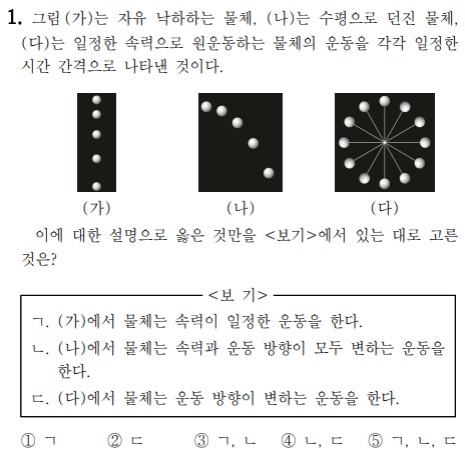 1. 그림 (가)는 자유 낙하하는 물체, (나)는 수평으로 던진 물체,
(다)는 일정한 속력으로 원운동하는 물체의 운동을 각각 일정한
시간 간격으로 나타낸 것이다.
(가) (나) (다)
이에 대한 설명으로 옳은 것만을 <보기>에서 있는 대로 고른
것은?
<보 기>
ㄱ. (가)에서 물체는 속력이 일정한 운동을 한다.
ㄴ. (나)에서 물체는 속력과 운동 방향이 모두 변하는 운동을
한다.
ㄷ. (다)에서 물체는 운동 방향이 변하는 운동을 한다.
① ㄱ ② ㄷ ③ ㄱ, ㄴ ④ ㄴ, ㄷ ⑤ ㄱ, ㄴ, ㄷ